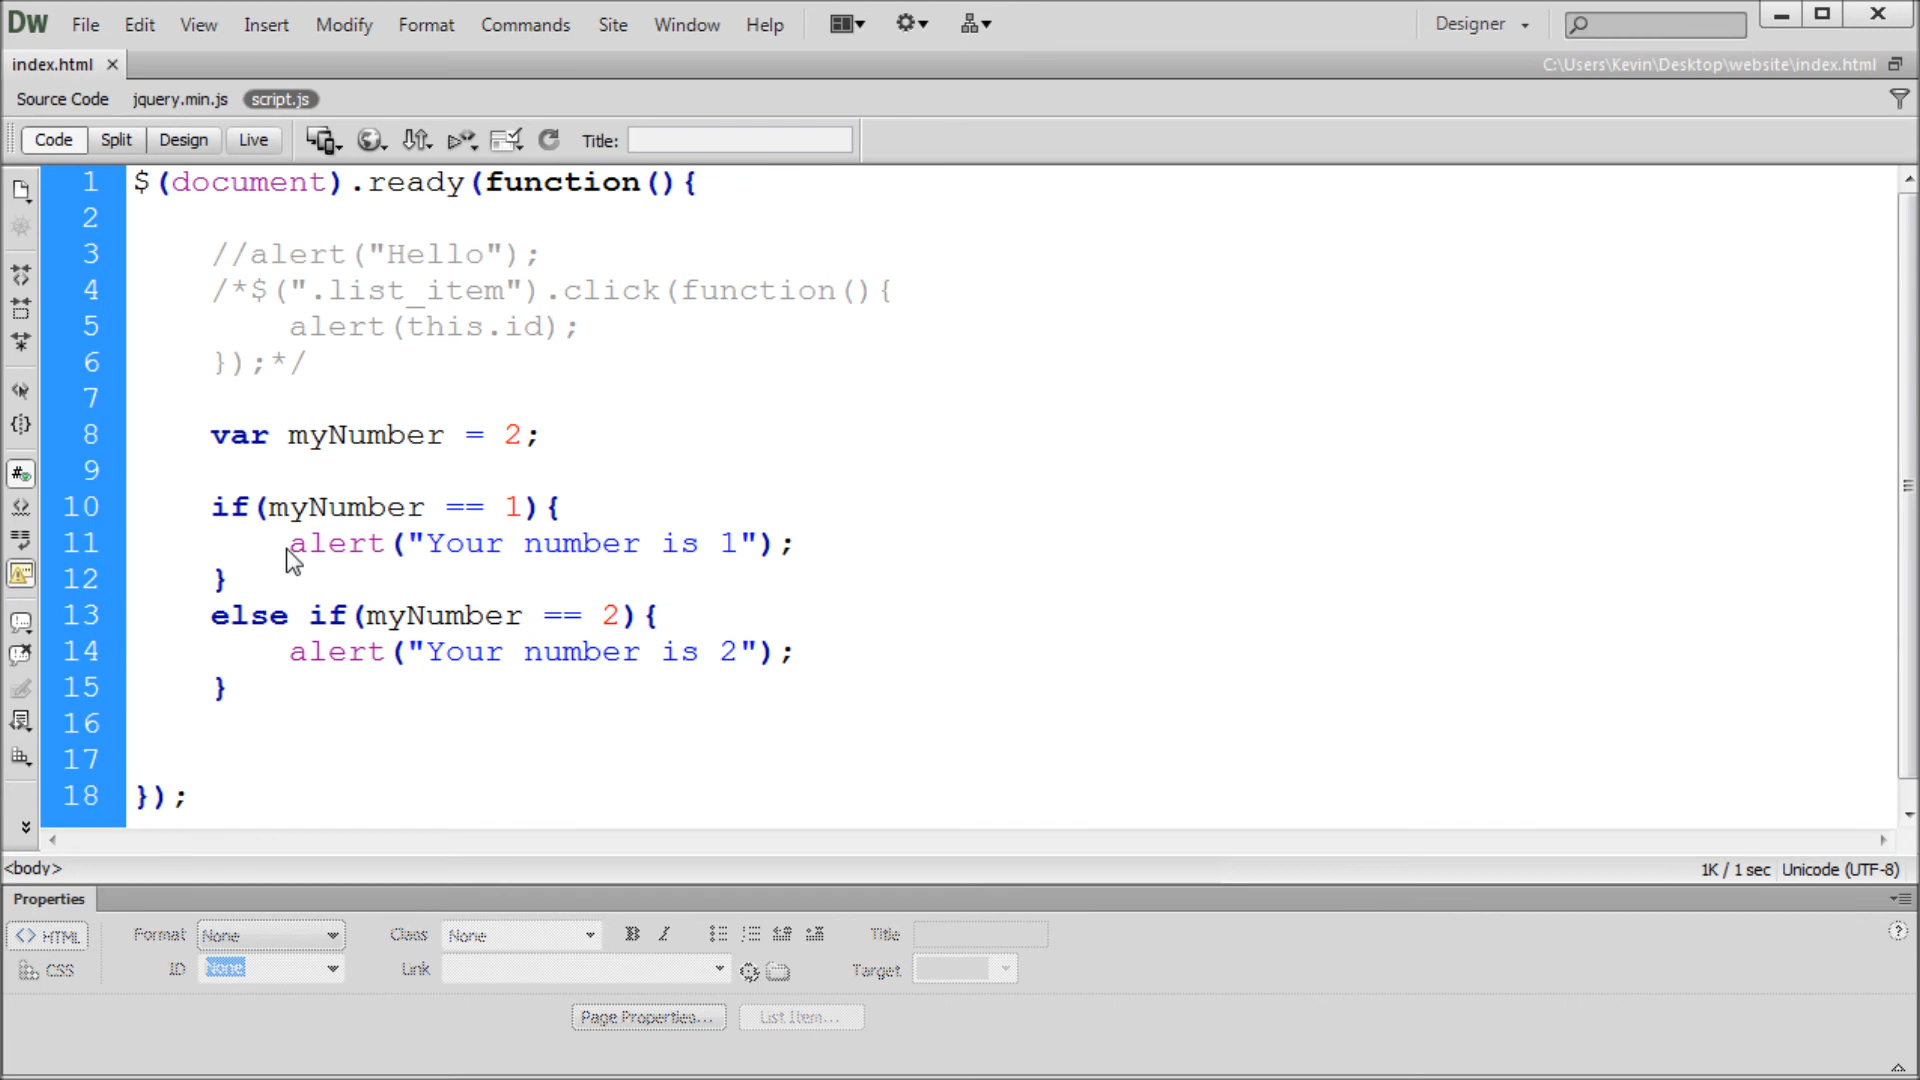 DW File Edit View Insert Modify Format Commands Site Window Help Designer
index.html C:\Users\Kevin\Desktop\website\index.html
Source Code jquery.min.js script.js
Code Split Design Live Title:
1 $(document).ready(function(){
2
3 //alert("Hello");
4 /*$(".list_item").click(function(){
5 alert(this.id);
6 });*/
7
8 var myNumber = 2;
9
10 if(myNumber == 1){
11 alert("Your number is 1");
12 }
13 else if(myNumber == 2){
14 alert("Your number is 2");
15 }
16
17
18 });
<body> 1K / 1 sec Unicode (UTF-8)
Properties
<> HTML Format None Class None B I Title
CSS ID None Link Target
Page Properties... List Item...